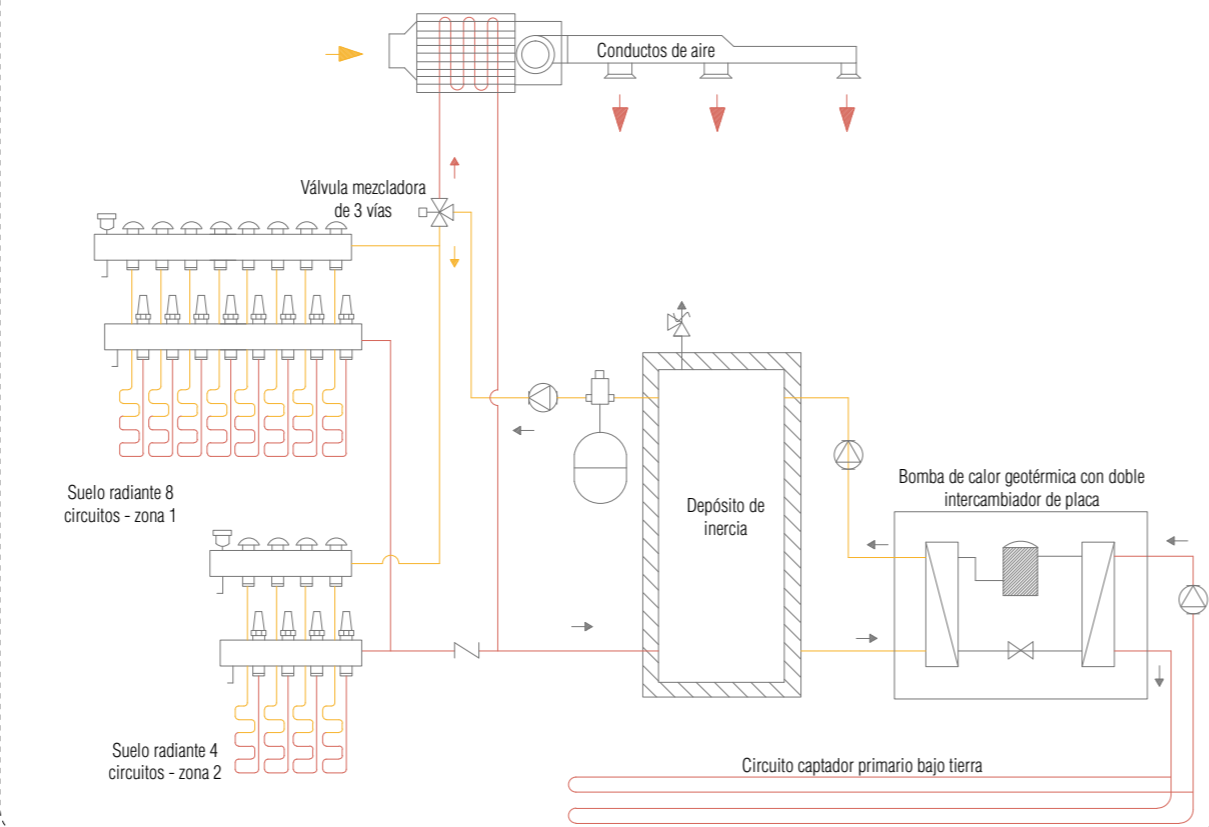 Conductos de aire
Válvula mezcladora
de 3 vías
Suelo radiante 8
circuitos - zona 1
Depósito de
inercia
Bomba de calor geotérmica con doble
intercambiador de placa
Suelo radiante 4
circuitos - zona 2
Circuito captador primario bajo tierra